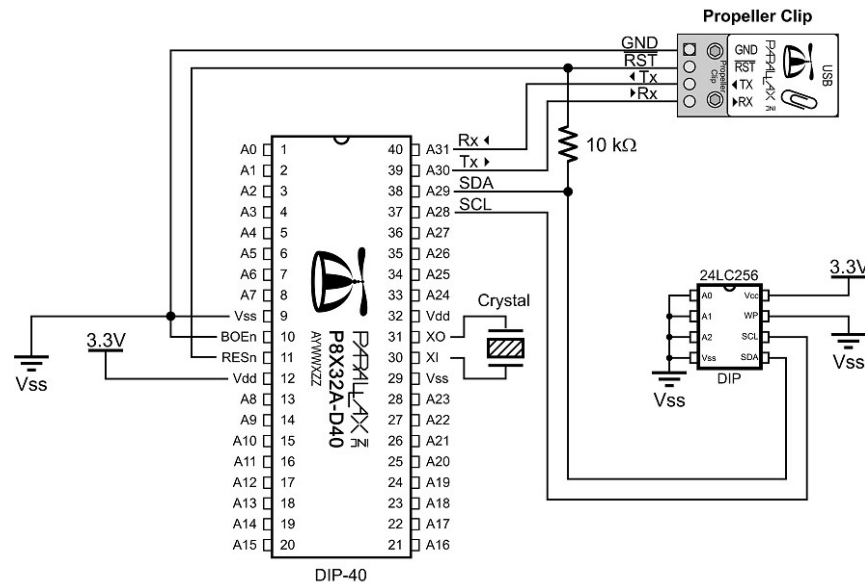 Propeller Clip
GND
RST
◂ Tx
▸Rx
Propeller
Clip
GND
RST
◂TX
▸RX
PARALLAX INC
USB
10 kΩ
A0 1 40 A31 Rx ◂
A1 2 39 A30 Tx ▸
A2 3 38 A29 SDA
A3 4 37 A28 SCL
A4 5 36 A27
A5 6 35 A26
A6 7 34 A25
A7 8 33 A24
Vss 9 32 Vdd
BOEn 10 31 XO
RESn 11 30 XI
Vdd 12 29 Vss
A8 13 28 A23
A9 14 27 A22
A10 15 26 A21
A11 16 25 A20
A12 17 24 A19
A13 18 23 A18
A14 19 22 A17
A15 20 21 A16
PARALLAX INC
P8X32A-D40
AYWWXZZ
DIP-40
3.3V
Vss
Crystal
24LC256
3.3V
A0 Vcc
A1 WP
A2 SCL
Vss SDA
DIP
Vss
Vss